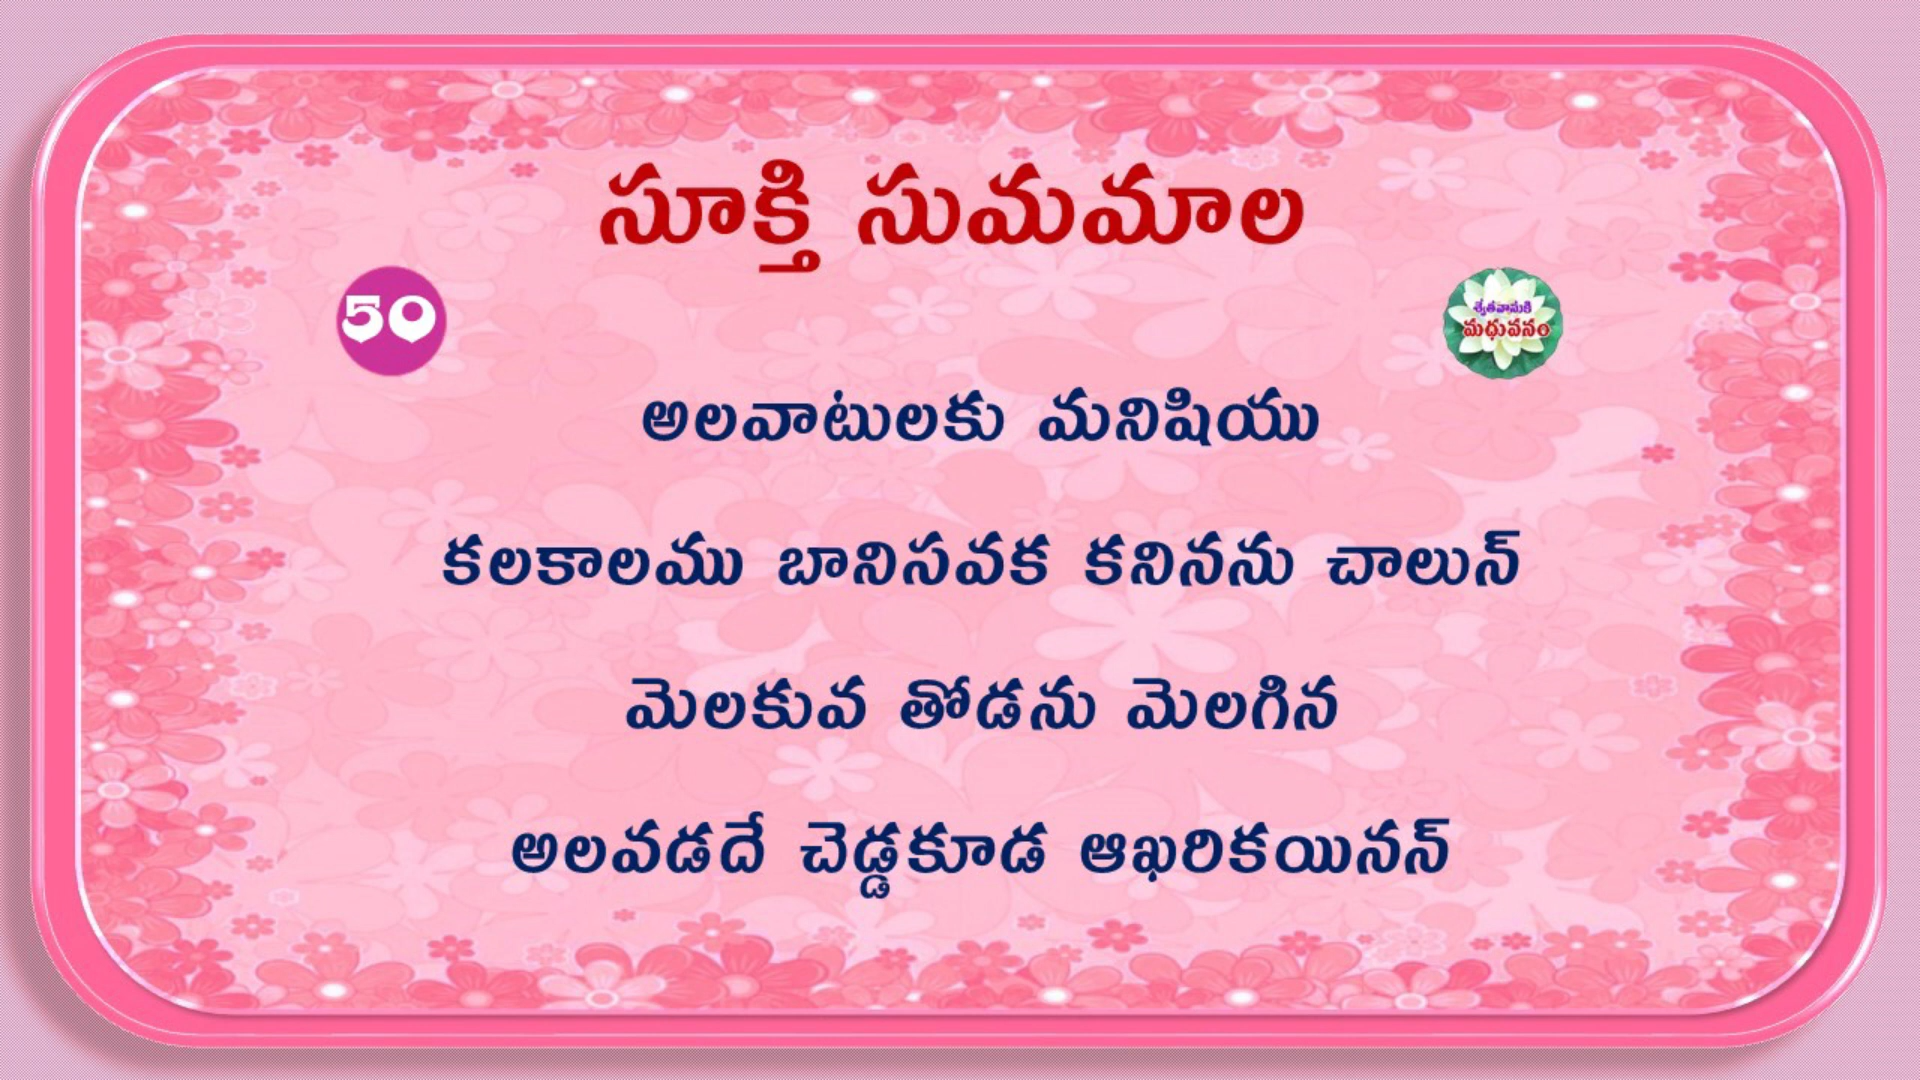 సూక్తి సుమమాల
50
శ్వేతవాసుకి
మధువనం
అలవాటులకు మనిషియు
కలకాలము బానిసవక కనినను చాలున్
మెలకువ తోడను మెలగిన
అలవడదే చెడ్డకూడ ఆఖరికయినన్